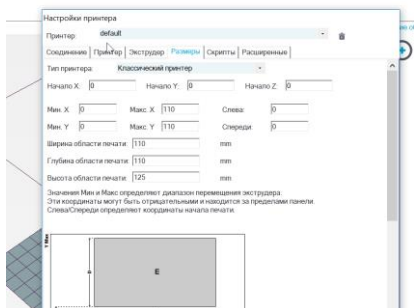 Настройки принтера
Принтер: default
Соединение Принтер Экструдер Размеры Скрипты Расширенные
Тип принтера: Классический принтер
Начало X: 0 Начало Y: 0 Начало Z: 0
Мин. X 0 Макс. X 110 Слева: 0
Мин. Y 0 Макс. Y 110 Спереди: 0
Ширина области печати: 110 mm
Глубина области печати: 110 mm
Высота области печати: 125 mm
Значения Мин и Макс определяют диапазон перемещения экструдера.
Эти координаты могут быть отрицательными и находится за пределами панели.
Слева/Спереди определяют координаты начала печати.
Y Max
E